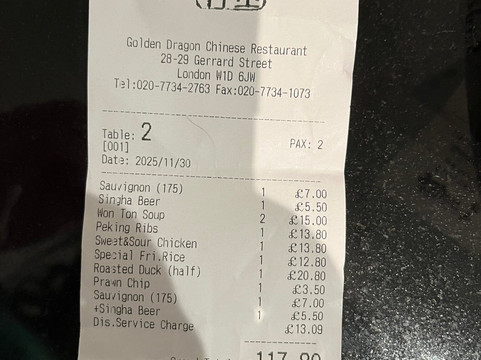 Golden Dragon Chinese Restaurant
28-29 Gerrard Street
London W1D 6JW
Tel:020-7734-2763 Fax:020-7734-1073
Table: 2 PAX: 2
[001]
Date: 2025/11/30
Sauvignon (175) 1 £7.00
Singha Beer 1 £5.50
Won Ton Soup 2 £15.00
Peking Ribs 1 £13.80
Sweet&Sour Chicken 1 £13.80
Special Fri.Rice 1 £12.80
Roasted Duck (half) 1 £20.80
Prawn Chip 1 £3.50
Sauvignon (175) 1 £7.00
+Singha Beer 1 £5.50
Dis.Service Charge £13.09
117.90